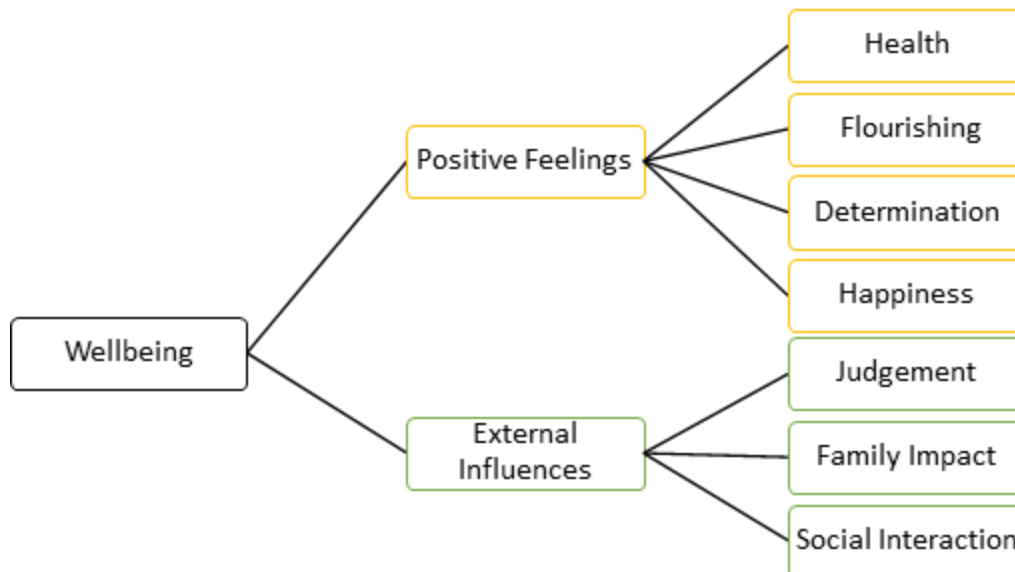 Health
Flourishing
Positive Feelings
Determination
Happiness
Wellbeing
Judgement
External
Influences
Family Impact
Social Interaction